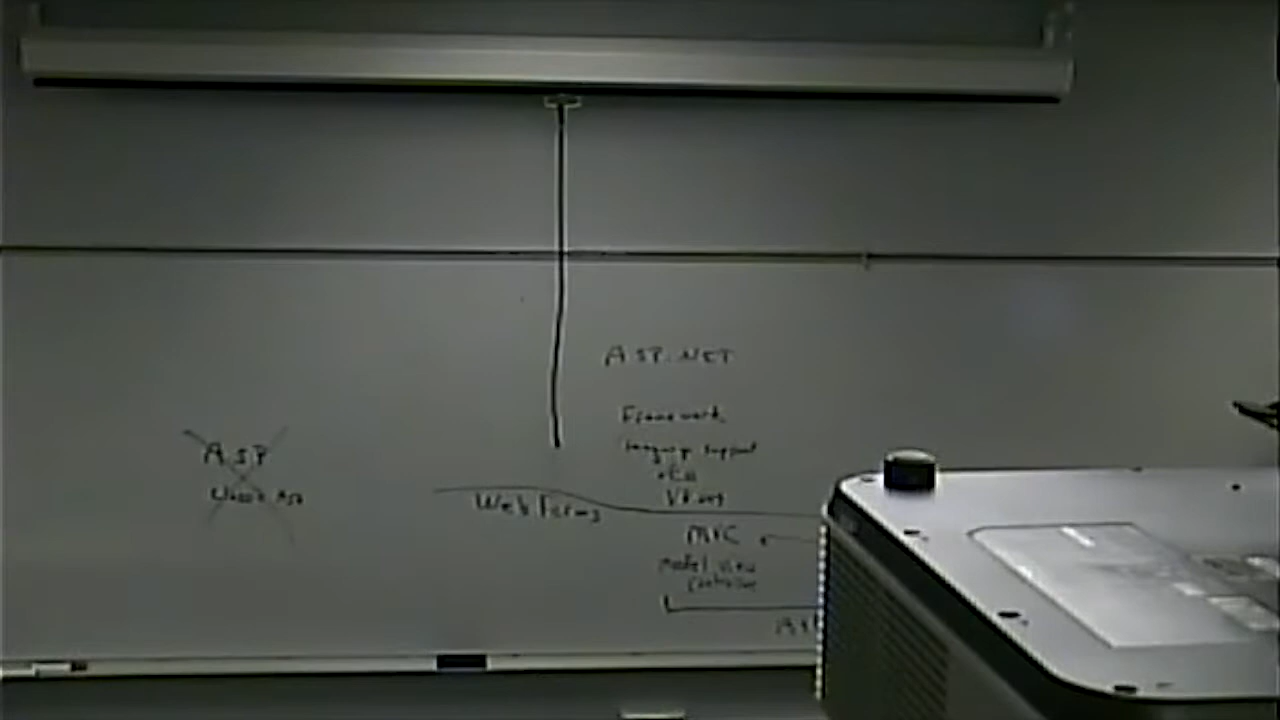 ASP.NET
Framework
Language support
ASP
Classic ASP
VB.net
Web Forms
MVC
Model View
Controller